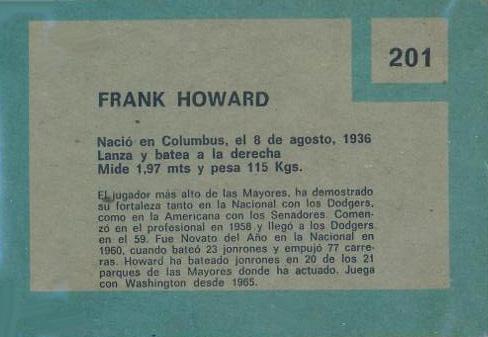 201
FRANK HOWARD
Nació en Columbus, el 8 de agosto, 1936
Lanza y batea a la derecha
Mide 1,97 mts y pesa 115 Kgs.
El jugador más alto de las Mayores, ha demostrado
su fortaleza tanto en la Nacional con los Dodgers,
como en la Americana con los Senadores. Comen-
zó en el profesional en 1958 y llegó a los Dodgers
en el 59. Fue Novato del Año en la Nacional en
1960, cuando bateó 23 jonrones y empujó 77 carre-
ras. Howard ha bateado jonrones en 20 de los 21
parques de las Mayores donde ha actuado. Juega
con Washington desde 1965.